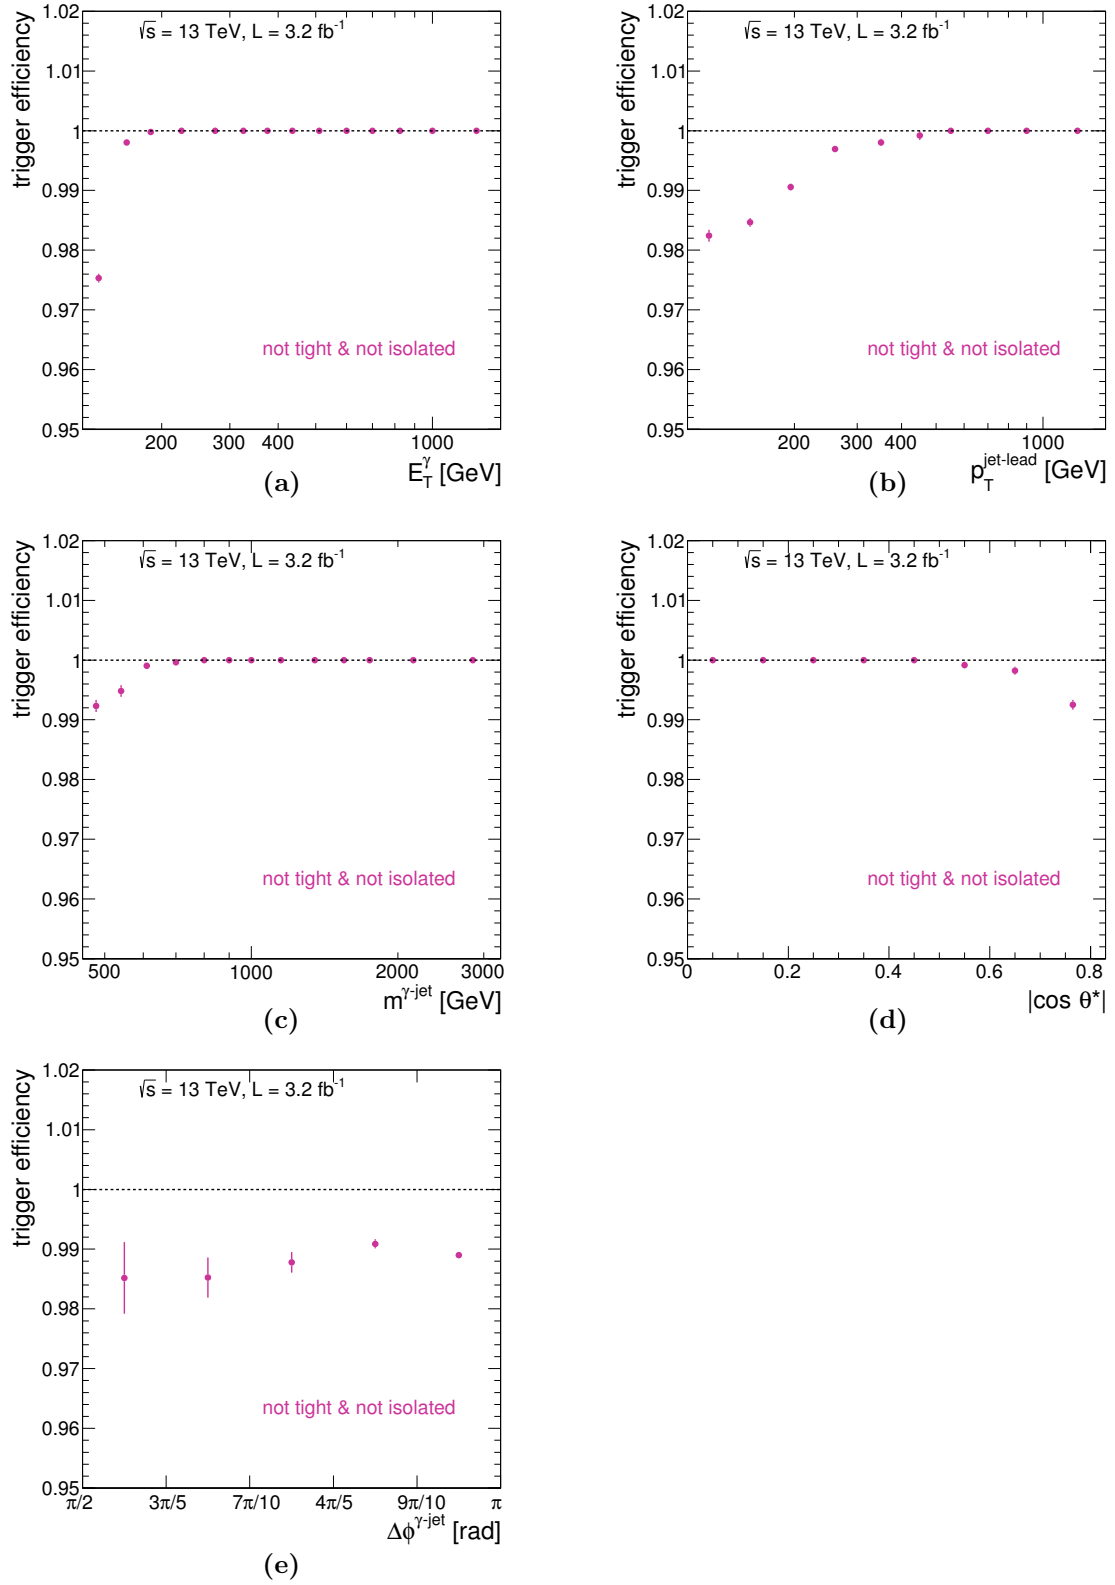 1.02
√s = 13 TeV, L = 3.2 fb⁻¹
1.01
1
0.99
0.98
0.97
0.96
0.95
trigger efficiency
not tight & not isolated
200 300 400 1000
E_T^γ [GeV]
(a)
1.02
√s = 13 TeV, L = 3.2 fb⁻¹
1.01
1
0.99
0.98
0.97
0.96
0.95
trigger efficiency
not tight & not isolated
200 300 400 1000
p_T^jet-lead [GeV]
(b)
1.02
√s = 13 TeV, L = 3.2 fb⁻¹
1.01
1
0.99
0.98
0.97
0.96
0.95
trigger efficiency
not tight & not isolated
500 1000 2000 3000
m^γ-jet [GeV]
(c)
1.02
√s = 13 TeV, L = 3.2 fb⁻¹
1.01
1
0.99
0.98
0.97
0.96
0.95
trigger efficiency
not tight & not isolated
0 0.2 0.4 0.6 0.8
|cos θ*|
(d)
1.02
√s = 13 TeV, L = 3.2 fb⁻¹
1.01
1
0.99
0.98
0.97
0.96
0.95
trigger efficiency
not tight & not isolated
π/2 3π/5 7π/10 4π/5 9π/10 π
Δϕ^γ-jet [rad]
(e)